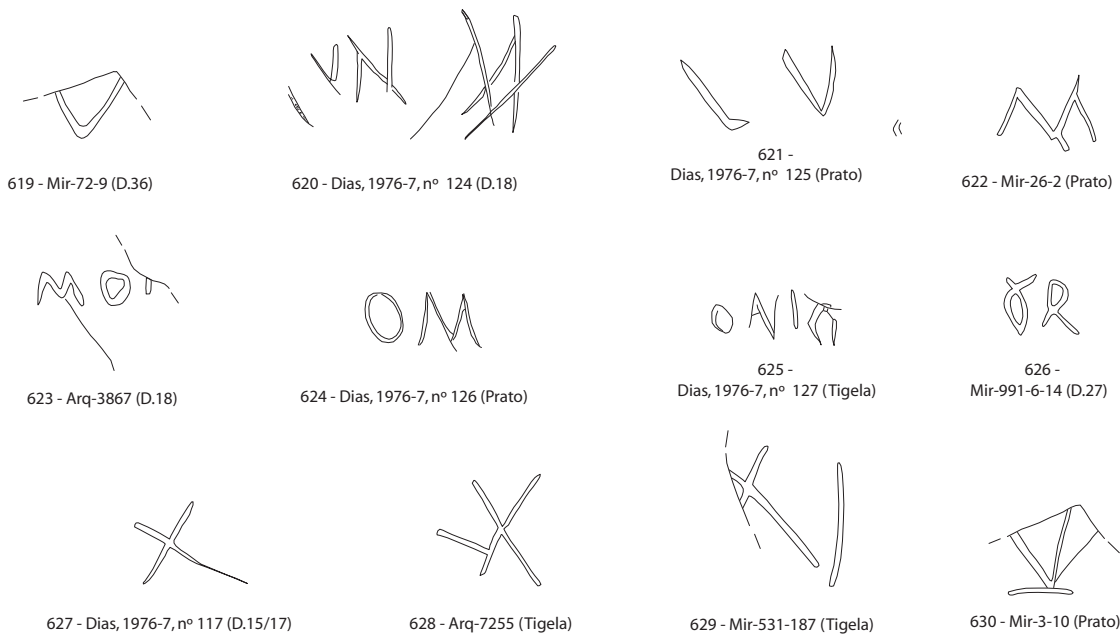 619 - Mir-72-9 (D.36)
620 - Dias, 1976-7, nº 124 (D.18)
621 -
Dias, 1976-7, nº 125 (Prato)
622 - Mir-26-2 (Prato)
M
MO
OM
ONI
OR
623 - Arq-3867 (D.18)
624 - Dias, 1976-7, nº 126 (Prato)
625 -
Dias, 1976-7, nº 127 (Tigela)
626 -
Mir-991-6-14 (D.27)
X
627 - Dias, 1976-7, nº 117 (D.15/17)
628 - Arq-7255 (Tigela)
629 - Mir-531-187 (Tigela)
630 - Mir-3-10 (Prato)